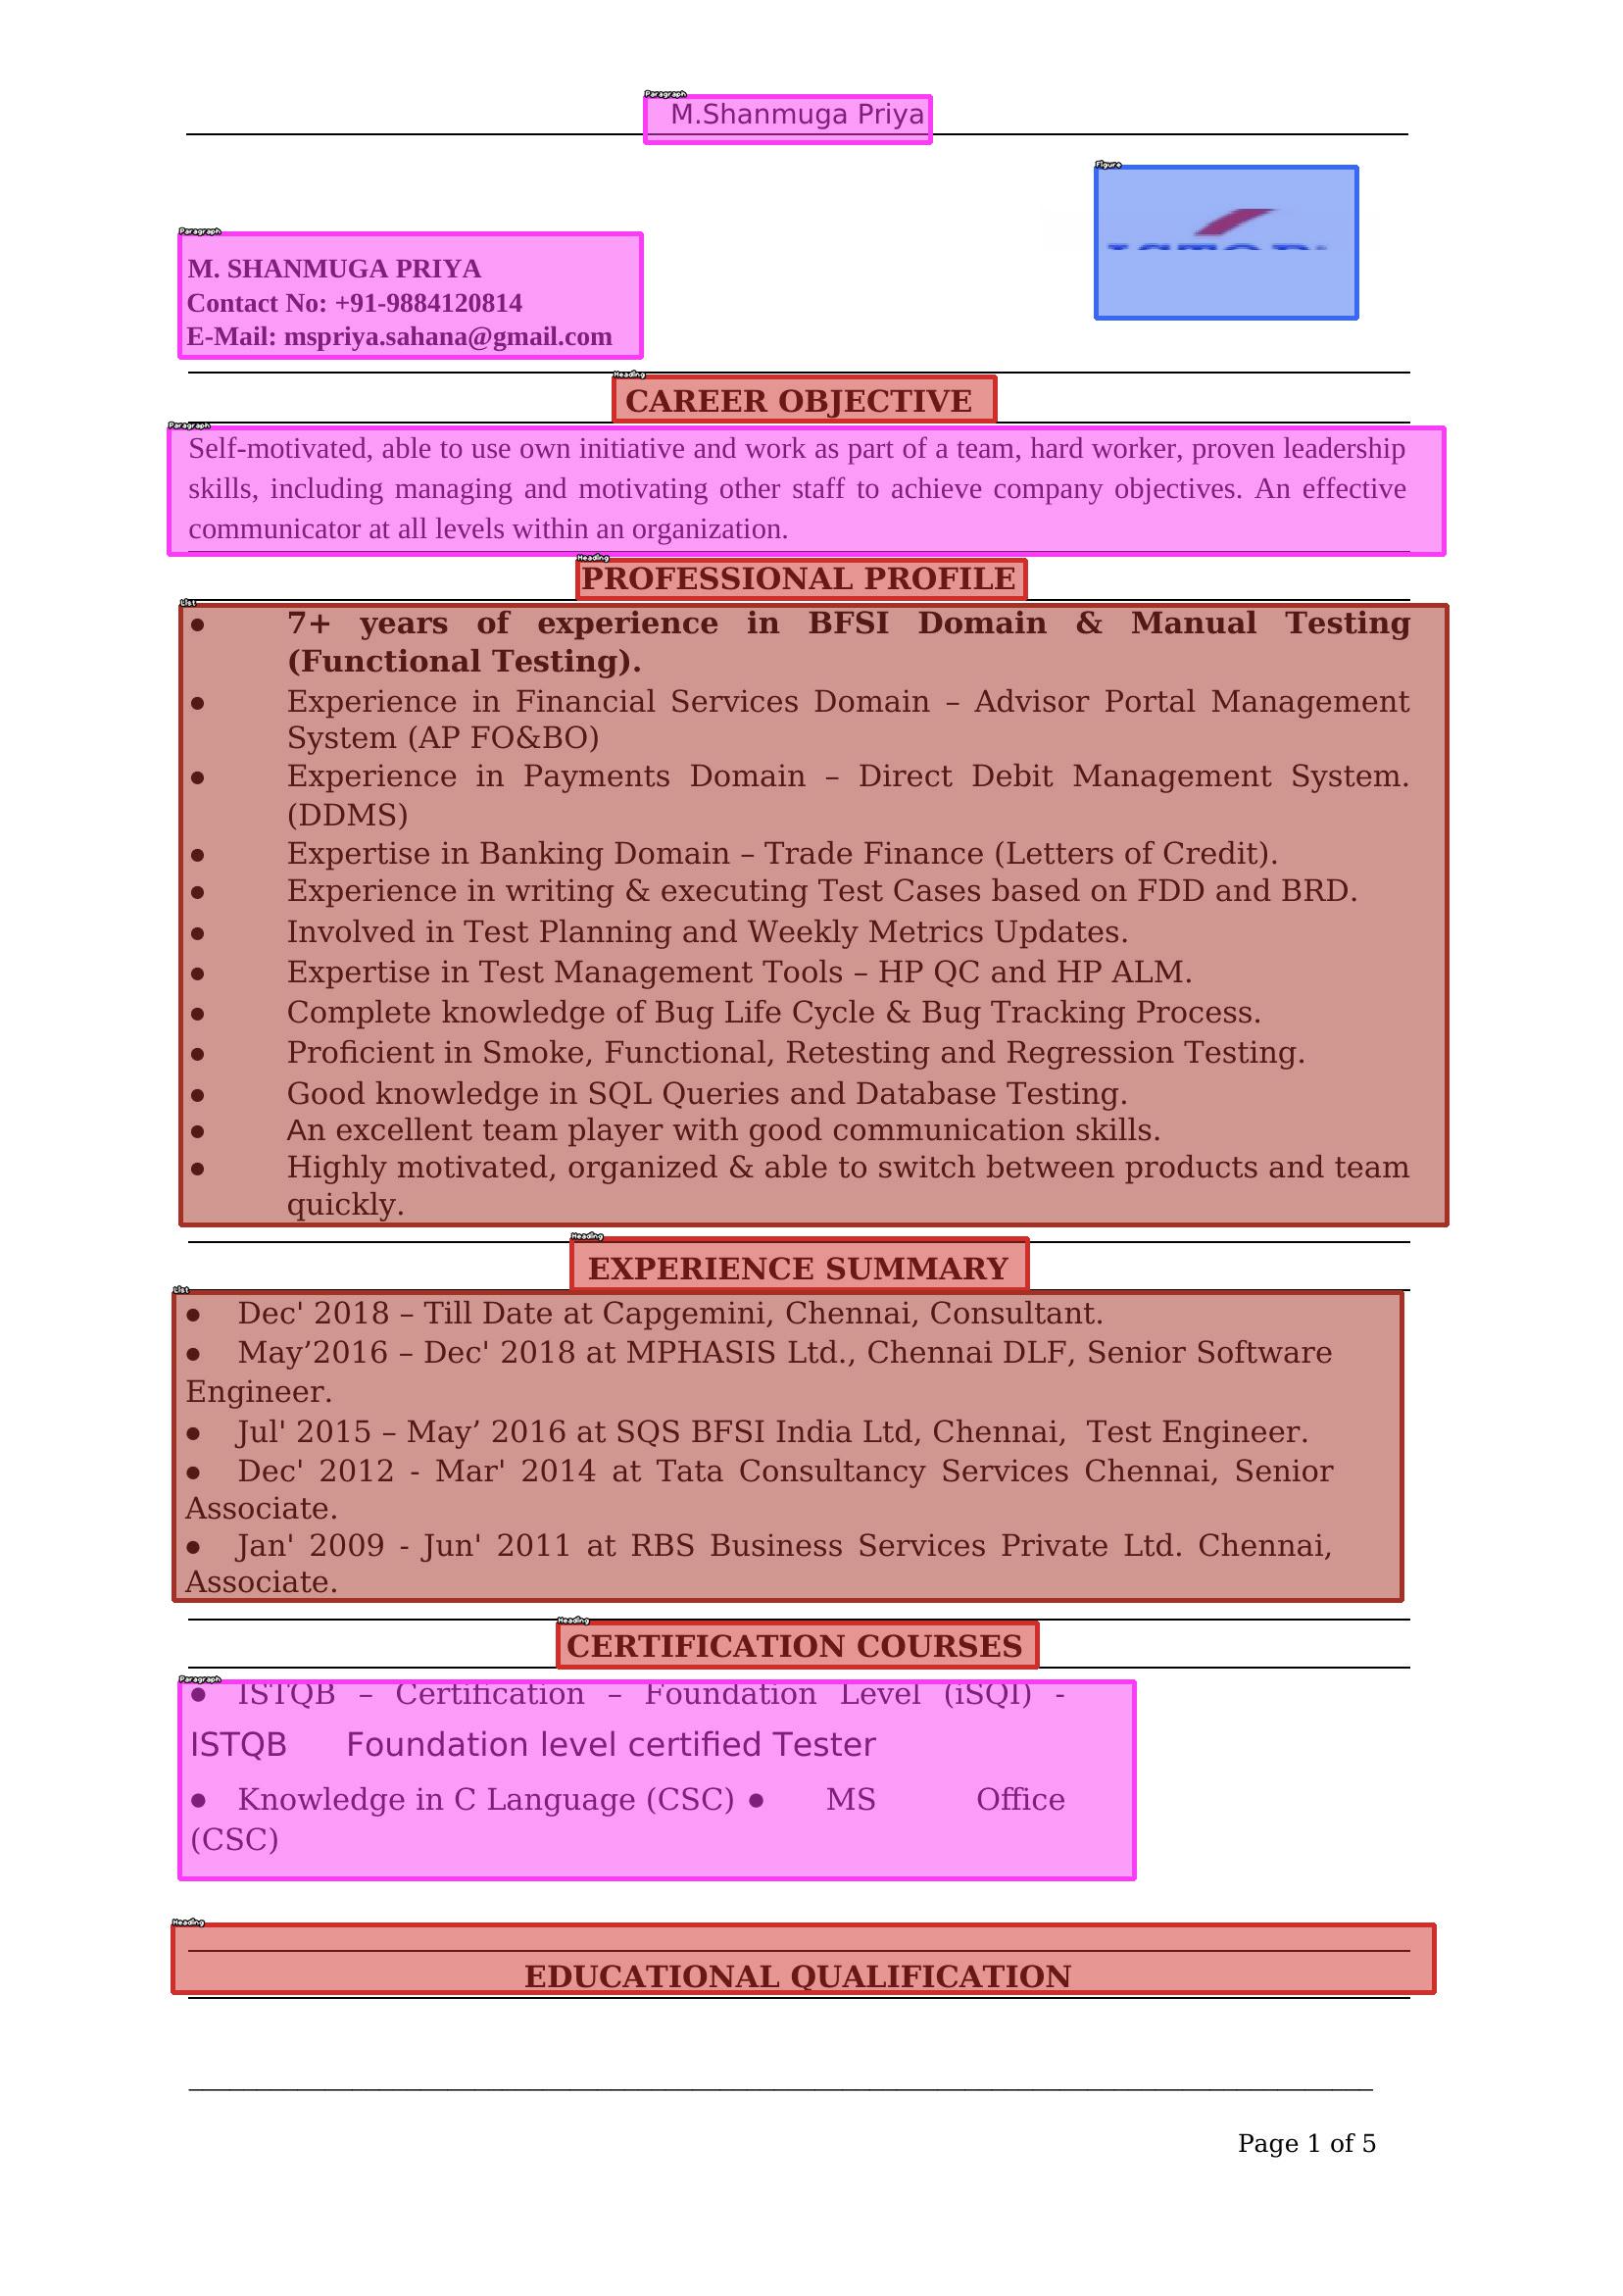 Paragraph
M.Shanmuga Priya
Figure
Paragraph
M. SHANMUGA PRIYA
Contact No: +91-9884120814
E-Mail: mspriya.sahana@gmail.com
Heading
CAREER OBJECTIVE
Paragraph
Self-motivated, able to use own initiative and work as part of a team, hard worker, proven leadership
skills, including managing and motivating other staff to achieve company objectives. An effective
communicator at all levels within an organization.
Heading
PROFESSIONAL PROFILE
List
● 7+ years of experience in BFSI Domain & Manual Testing
(Functional Testing).
● Experience in Financial Services Domain – Advisor Portal Management
System (AP FO&BO)
● Experience in Payments Domain – Direct Debit Management System.
(DDMS)
● Expertise in Banking Domain – Trade Finance (Letters of Credit).
● Experience in writing & executing Test Cases based on FDD and BRD.
● Involved in Test Planning and Weekly Metrics Updates.
● Expertise in Test Management Tools – HP QC and HP ALM.
● Complete knowledge of Bug Life Cycle & Bug Tracking Process.
● Proficient in Smoke, Functional, Retesting and Regression Testing.
● Good knowledge in SQL Queries and Database Testing.
● An excellent team player with good communication skills.
● Highly motivated, organized & able to switch between products and team
quickly.
Heading
EXPERIENCE SUMMARY
List
● Dec' 2018 – Till Date at Capgemini, Chennai, Consultant.
● May’2016 – Dec' 2018 at MPHASIS Ltd., Chennai DLF, Senior Software
Engineer.
● Jul' 2015 – May’ 2016 at SQS BFSI India Ltd, Chennai, Test Engineer.
● Dec' 2012 - Mar' 2014 at Tata Consultancy Services Chennai, Senior
Associate.
● Jan' 2009 - Jun' 2011 at RBS Business Services Private Ltd. Chennai,
Associate.
Heading
CERTIFICATION COURSES
Paragraph
● ISTQB – Certification – Foundation Level (iSQI) -
ISTQB Foundation level certified Tester
● Knowledge in C Language (CSC) ● MS Office
(CSC)
Heading
EDUCATIONAL QUALIFICATION
Page 1 of 5